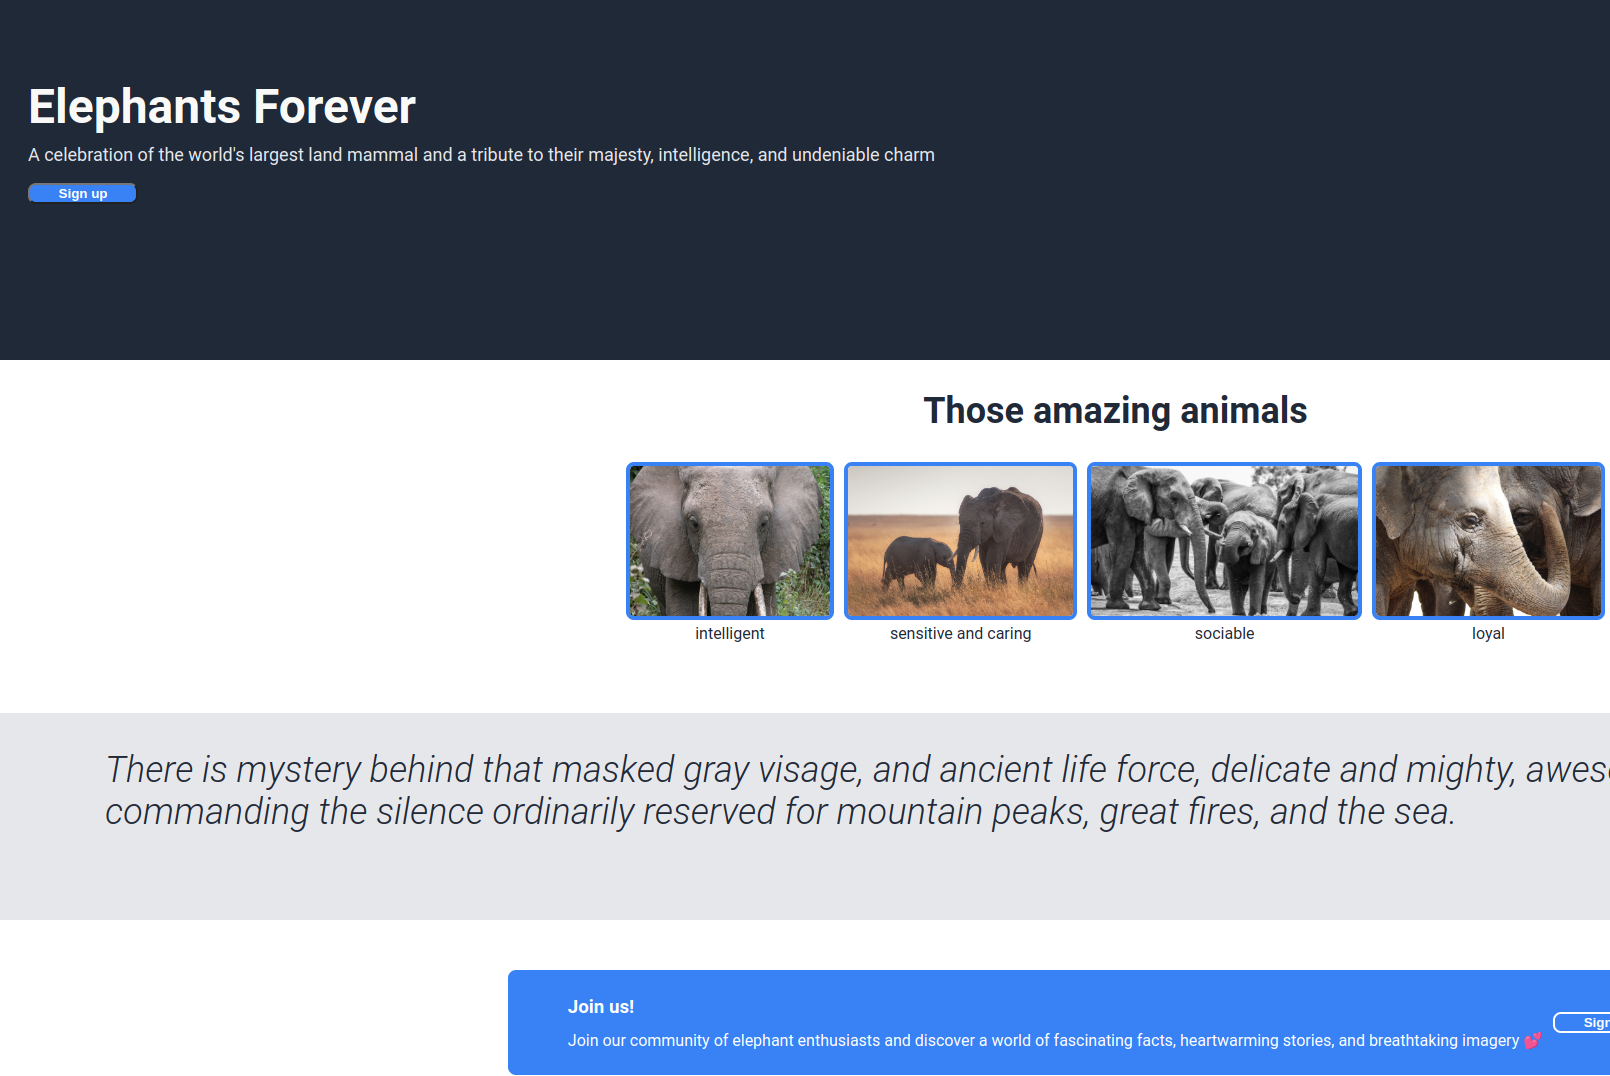 Elephants Forever
A celebration of the world's largest land mammal and a tribute to their majesty, intelligence, and undeniable charm
Sign up
Those amazing animals
intelligent
sensitive and caring
sociable
loyal
There is mystery behind that masked gray visage, and ancient life force, delicate and mighty,
commanding the silence ordinarily reserved for mountain peaks, great fires, and the sea.
Join us!
Join our community of elephant enthusiasts and discover a world of fascinating facts, heartwarming stories, and breathtaking imagery 💕
Sign